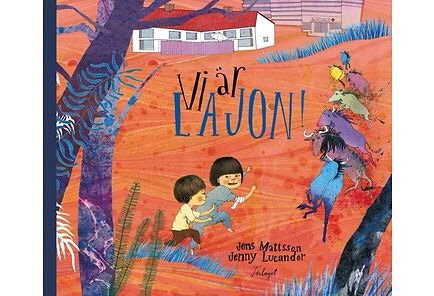 Vi är
LAJON!
Jens Mattsson
Jenny Lucander
Förlaget